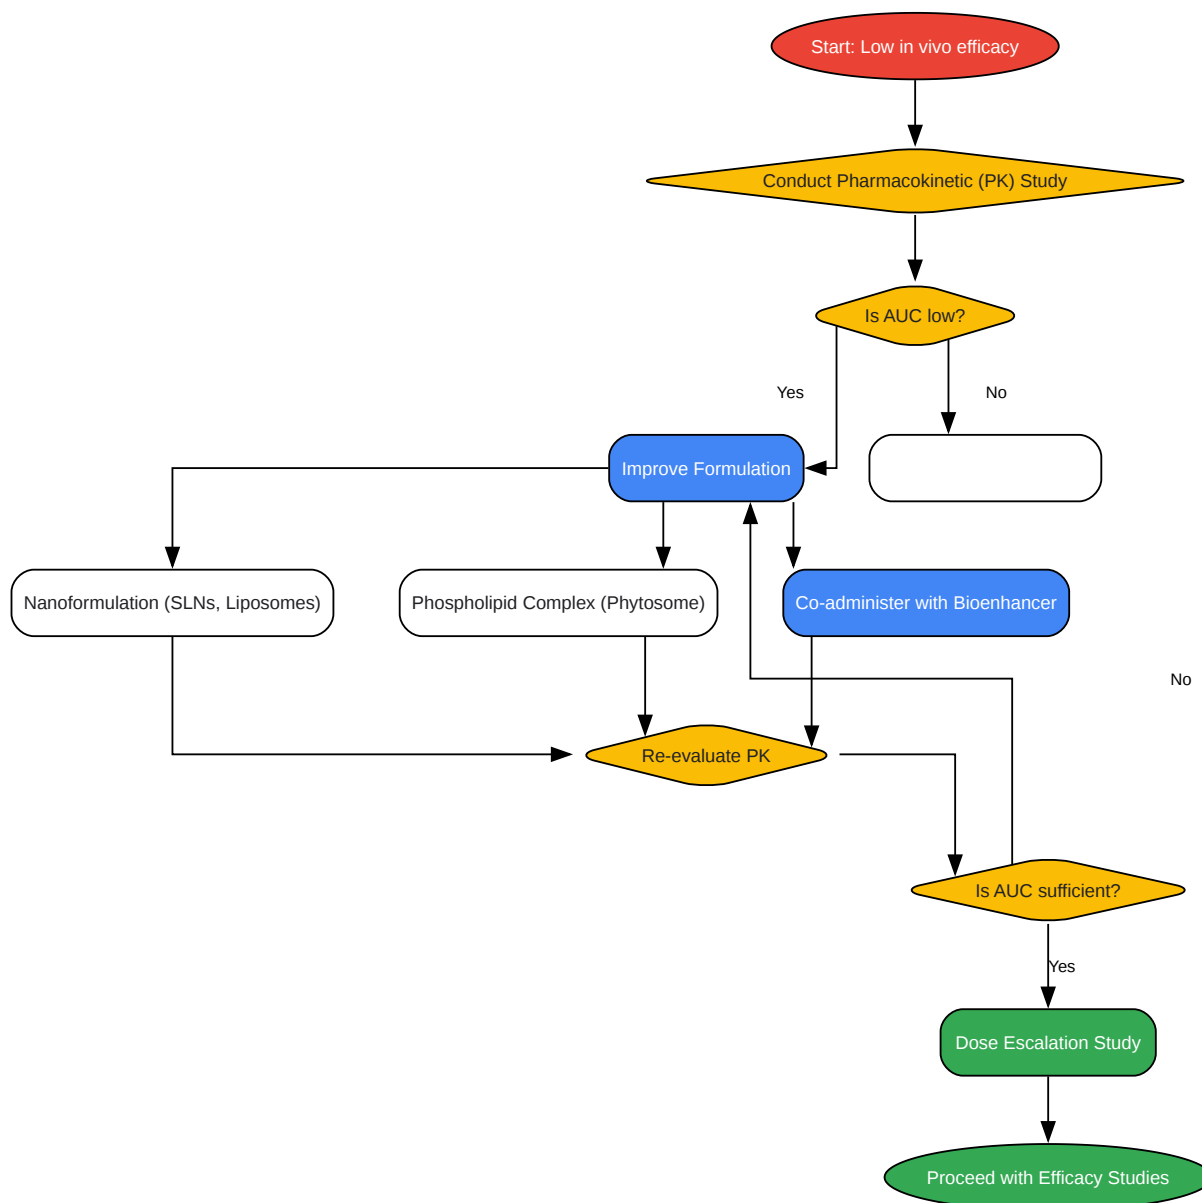 Start: Low in vivo efficacy
Conduct Pharmacokinetic (PK) Study
Is AUC low?
Yes
No
Improve Formulation
Nanoformulation (SLNs, Liposomes)
Phospholipid Complex (Phytosome)
Co-administer with Bioenhancer
No
Re-evaluate PK
Is AUC sufficient?
Yes
Dose Escalation Study
Proceed with Efficacy Studies